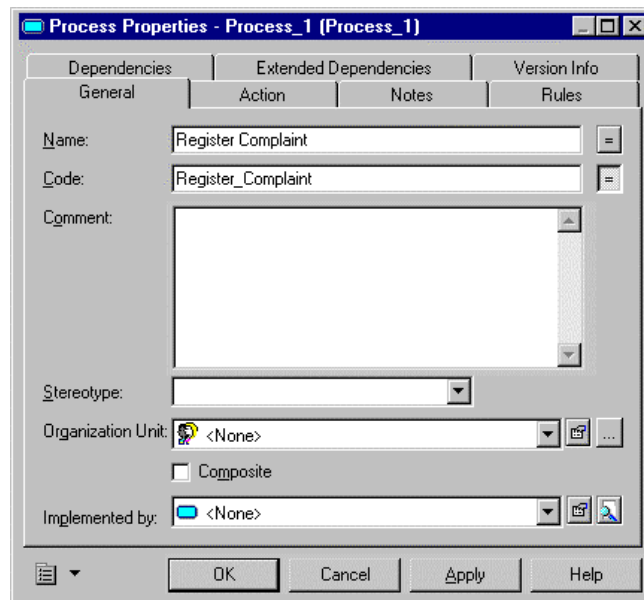 Process Properties - Process_1 (Process_1)
Dependencies Extended Dependencies Version Info
General Action Notes Rules
Name: Register Complaint =
Code: Register_Complaint =
Comment:
Stereotype:
Organization Unit: <None> ...
Composite
Implemented by: <None>
OK Cancel Apply Help